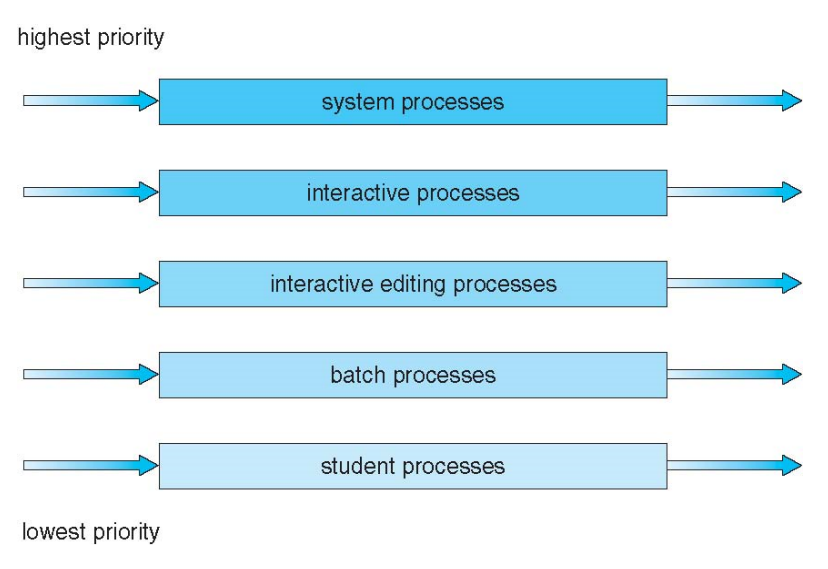 highest priority
system processes
interactive processes
interactive editing processes
batch processes
student processes
lowest priority